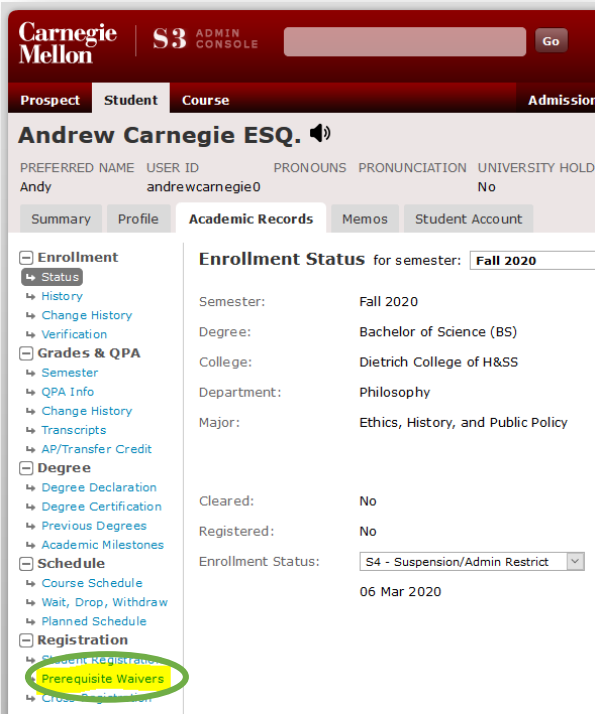 Carnegie Mellon S3 ADMIN CONSOLE Go
Prospect Student Course Admission
Andrew Carnegie ESQ.
PREFERRED NAME USER ID PRONOUNS PRONUNCIATION UNIVERSITY HOLD
Andy andrewcarnegie0 No
Summary Profile Academic Records Memos Student Account
Enrollment
Status
History
Change History
Verification
Grades & QPA
Semester
QPA Info
Change History
Transcripts
AP/Transfer Credit
Degree
Degree Declaration
Degree Certification
Previous Degrees
Academic Milestones
Schedule
Course Schedule
Wait, Drop, Withdraw
Planned Schedule
Registration
Student Registration
Prerequisite Waivers
Cross Registration
Enrollment Status for semester: Fall 2020
Semester: Fall 2020
Degree: Bachelor of Science (BS)
College: Dietrich College of H&SS
Department: Philosophy
Major: Ethics, History, and Public Policy
Cleared: No
Registered: No
Enrollment Status: S4 - Suspension/Admin Restrict
06 Mar 2020